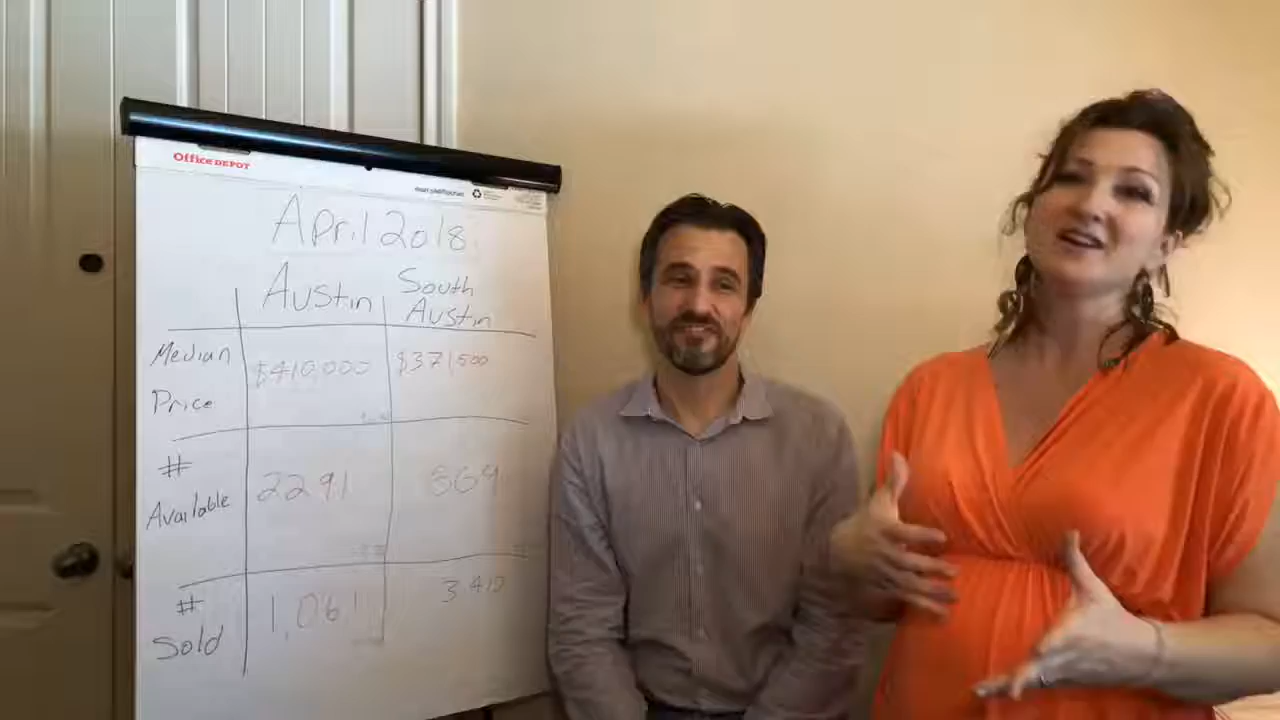 Office DEPOT
April 2018
Austin
South
Austin
Median
Price
$410,000
$371,500
#
Available
2291
569
#
Sold
1,061
340